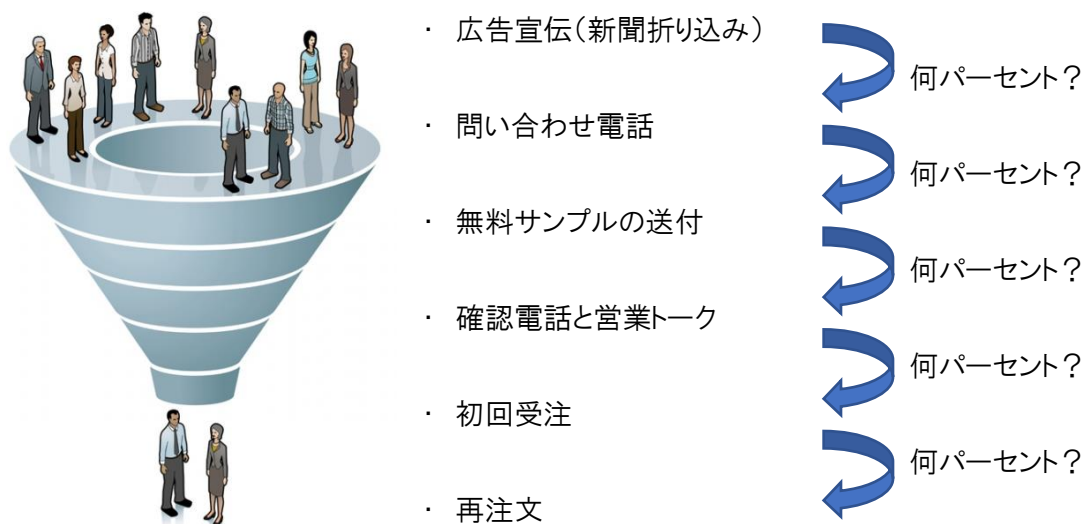 ・ 広告宣伝（新聞折り込み）
何パーセント？
・ 問い合わせ電話
何パーセント？
・ 無料サンプルの送付
何パーセント？
・ 確認電話と営業トーク
何パーセント？
・ 初回受注
何パーセント？
・ 再注文